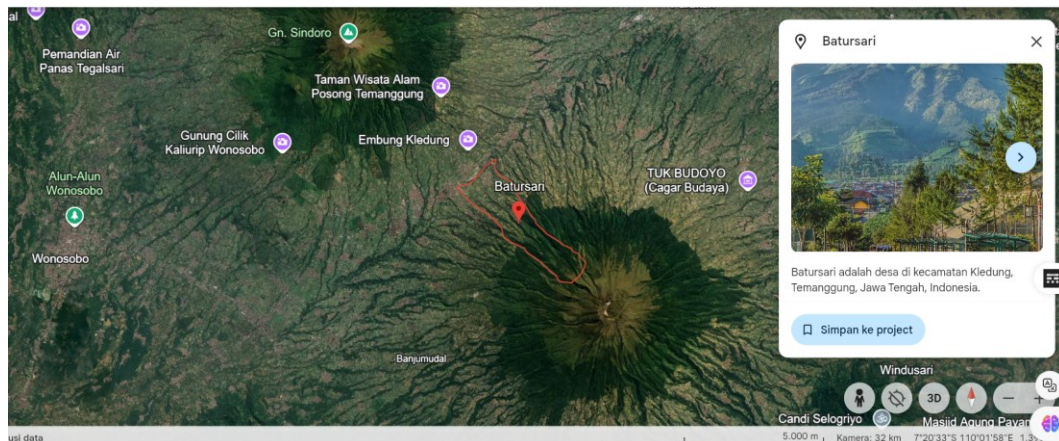 al
Gn. Sindoro
Pemandian Air
Panas Tegalsari
Taman Wisata Alam
Posong Temanggung
Gunung Cilik
Kaliurip Wonosobo
Embung Kledung
Alun-Alun
Wonosobo
Batursari
TUK BUDOYO
(Cagar Budaya)
Wonosobo
Banjumudal
Batursari
Batursari adalah desa di kecamatan Kledung,
Temanggung, Jawa Tengah, Indonesia.
Simpan ke project
Windusari
3D
Candi Selogriyo
Masjid Agung Payam
usi data
5.000 m
Kamera: 32 km 7°20'33"S 110°01'58"E